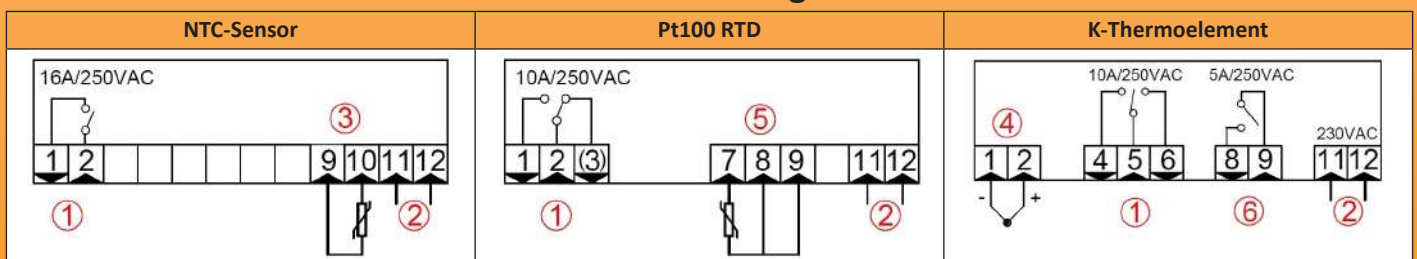 NTC-Sensor
Pt100 RTD
K-Thermoelement
16A/250VAC
③
1 2 9 10 11 12
①
②
10A/250VAC
⑤
1 2 (3) 7 8 9 11 12
①
②
10A/250VAC 5A/250VAC
④
230VAC
1 2 4 5 6 8 9 11 12
- +
①
⑥
②